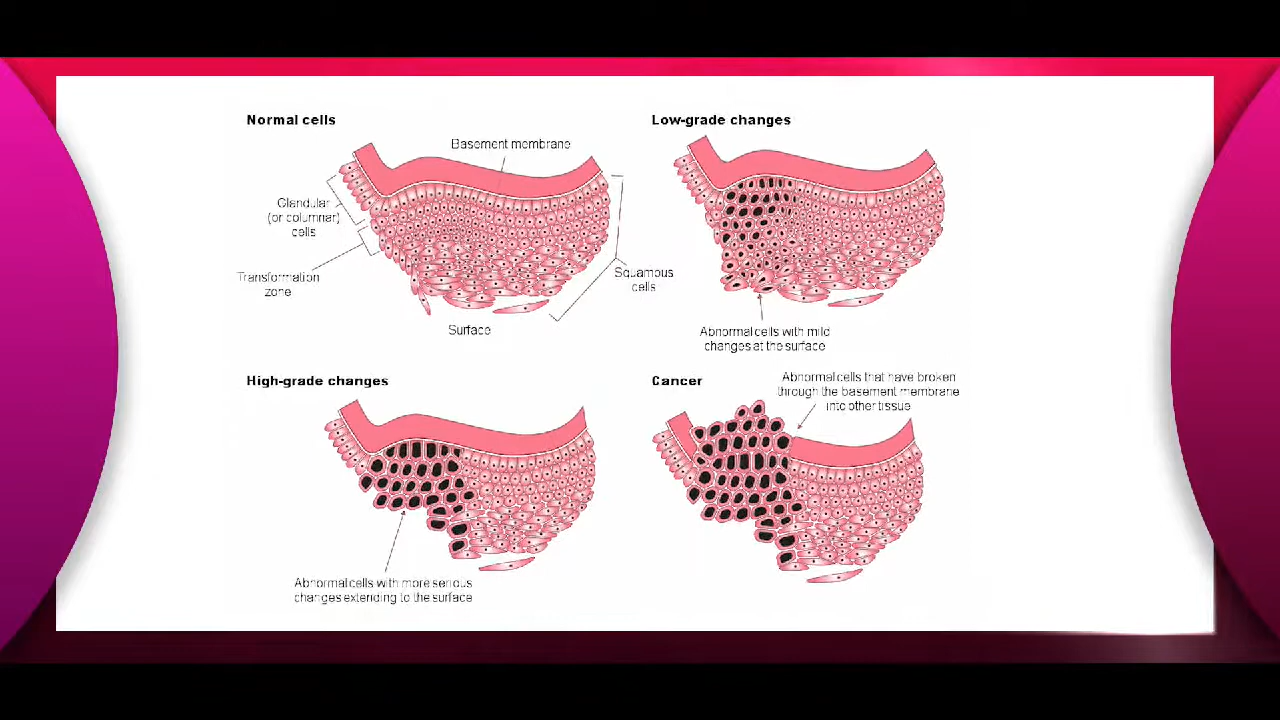 Normal cells
Basement membrane
Glandular
(or columnar)
cells
Transformation
zone
Squamous
cells
Surface
Low-grade changes
Abnormal cells with mild
changes at the surface
High-grade changes
Abnormal cells with more serious
changes extending to the surface
Cancer
Abnormal cells that have broken
through the basement membrane
into other tissue